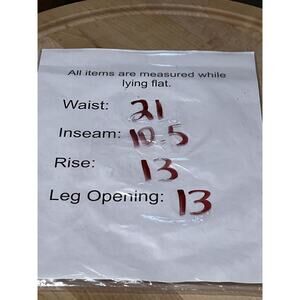 All items are measured while
lying flat.
Waist: 21
Inseam: 10.5
Rise: 13
Leg Opening: 13